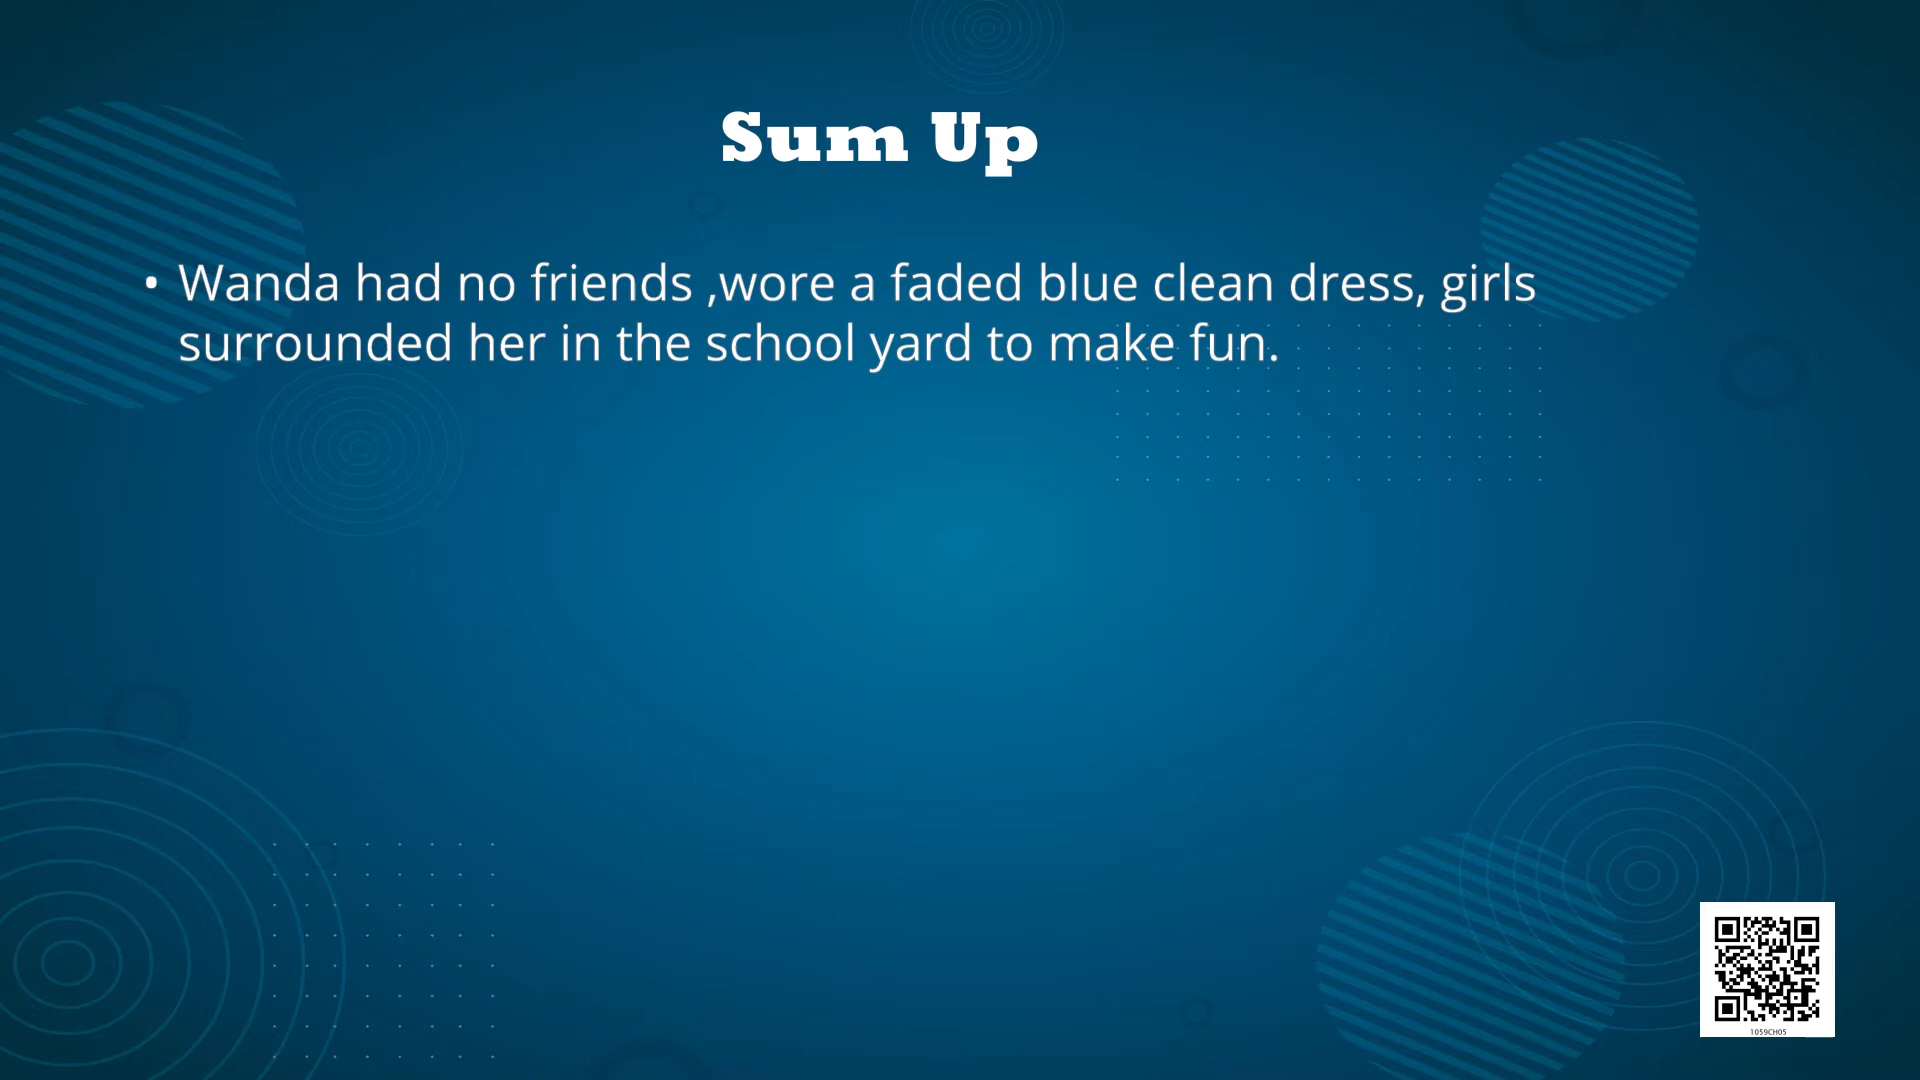 Sum Up
• Wanda had no friends ,wore a faded blue clean dress, girls
surrounded her in the school yard to make fun.
1059CH05